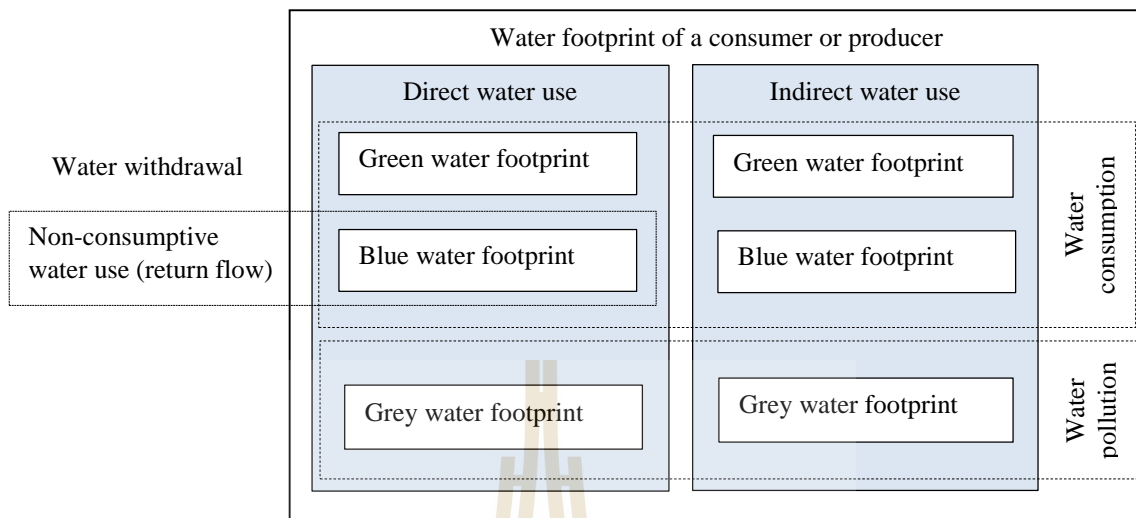 Water footprint of a consumer or producer
Direct water use
Indirect water use
Green water footprint
Green water footprint
Water withdrawal
Non-consumptive
water use (return flow)
Blue water footprint
Blue water footprint
Water
consumption
Grey water footprint
Grey water footprint
Water
pollution